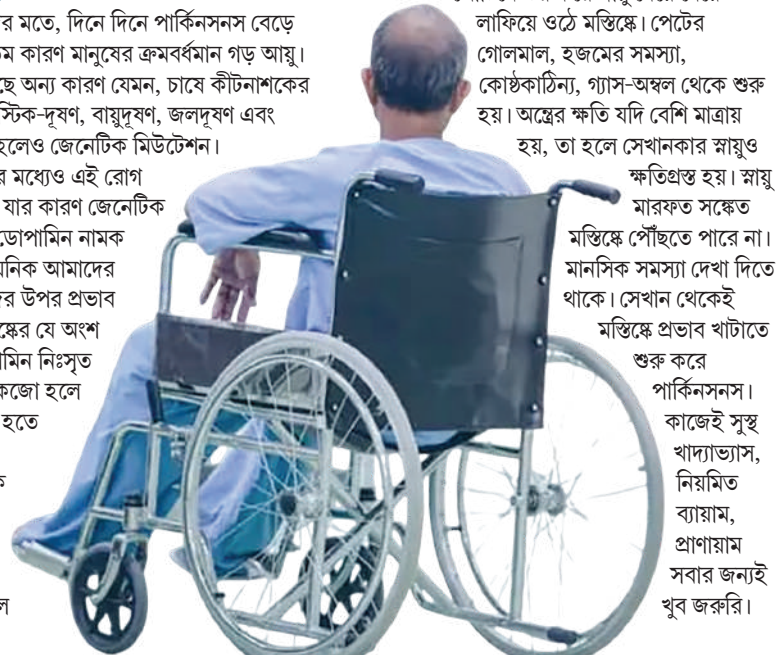 র মতে, দিনে দিনে পার্কিনসনস বেড়ে
ম কারণ মানুষের ক্রমবর্ধমান গড় আয়ু।
ছে অন্য কারণ যেমন, চাষে কীটনাশকের
স্টিক-দূষণ, বায়ুদূষণ, জলদূষণ এবং
হলেও জেনেটিক মিউটেশন।
র মধ্যেও এই রোগ
যার কারণ জেনেটিক
ডোপামিন নামক
নিক আমাদের
র উপর প্রভাব
ষ্কের যে অংশ
মিন নিঃসৃত
কজো হলে
হতে
ক
ল
লাফিয়ে ওঠে মস্তিষ্কে। পেটের
গোলমাল, হজমের সমস্যা,
কোষ্ঠকাঠিন্য, গ্যাস-অম্বল থেকে শুরু
হয়। অন্ত্রের ক্ষতি যদি বেশি মাত্রায়
হয়, তা হলে সেখানকার স্নায়ুও
ক্ষতিগ্রস্ত হয়। স্নায়ু
মারফত সঙ্কেত
মস্তিষ্কে পৌঁছতে পারে না।
মানসিক সমস্যা দেখা দিতে
থাকে। সেখান থেকেই
মস্তিষ্কে প্রভাব খাটাতে
শুরু করে
পার্কিনসনস।
কাজেই সুস্থ
খাদ্যাভ্যাস,
নিয়মিত
ব্যায়াম,
প্রাণায়াম
সবার জন্যই
খুব জরুরি।